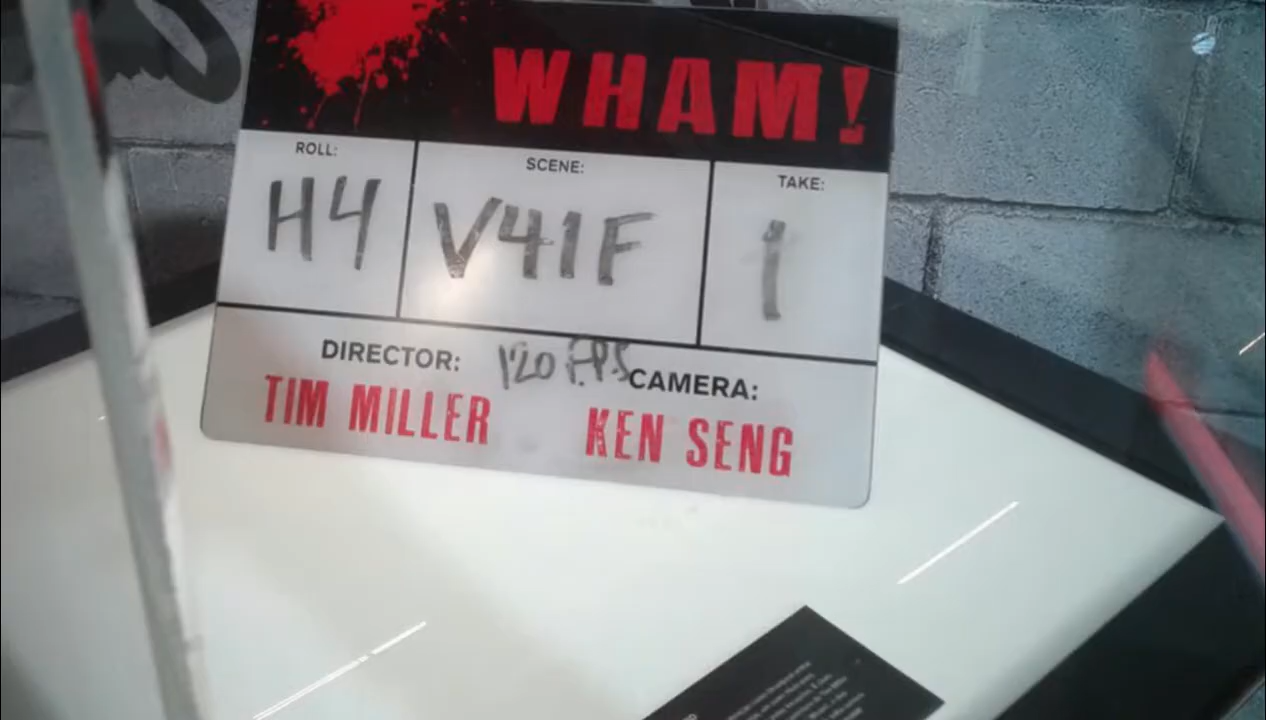 WHAM!
ROLL: SCENE: TAKE:
H4 V41F 1
DIRECTOR: 120 F.P.S CAMERA:
TIM MILLER KEN SENG